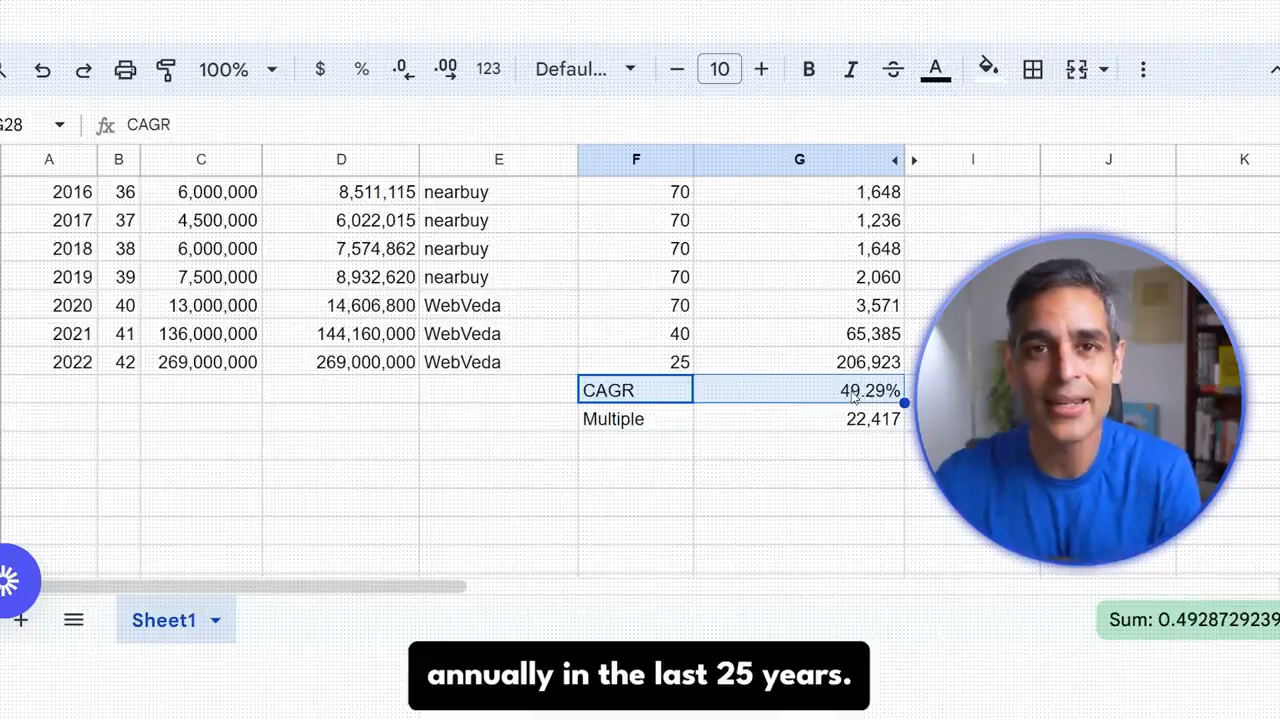 100% $ % .0 .00 123 Defaul... 10 B I A
G28 CAGR
A B C D E F G I J K
2016 36 6,000,000 8,511,115 nearbuy 70 1,648
2017 37 4,500,000 6,022,015 nearbuy 70 1,236
2018 38 6,000,000 7,574,862 nearbuy 70 1,648
2019 39 7,500,000 8,932,620 nearbuy 70 2,060
2020 40 13,000,000 14,606,800 WebVeda 70 3,571
2021 41 136,000,000 144,160,000 WebVeda 40 65,385
2022 42 269,000,000 269,000,000 WebVeda 25 206,923
CAGR 49.29%
Multiple 22,417
Sheet1 Sum: 0.4928729239
annually in the last 25 years.